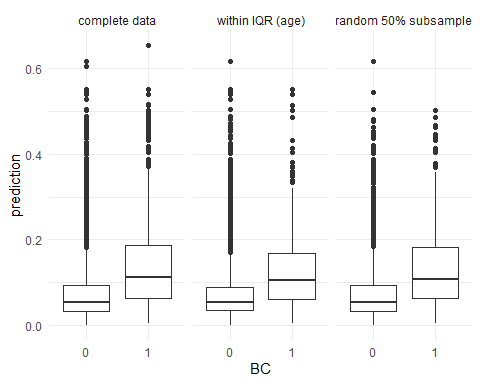 complete data within IQR (age) random 50% subsample
0.6
0.4
0.2
0.0
prediction
0 1 0 1 0 1
BC